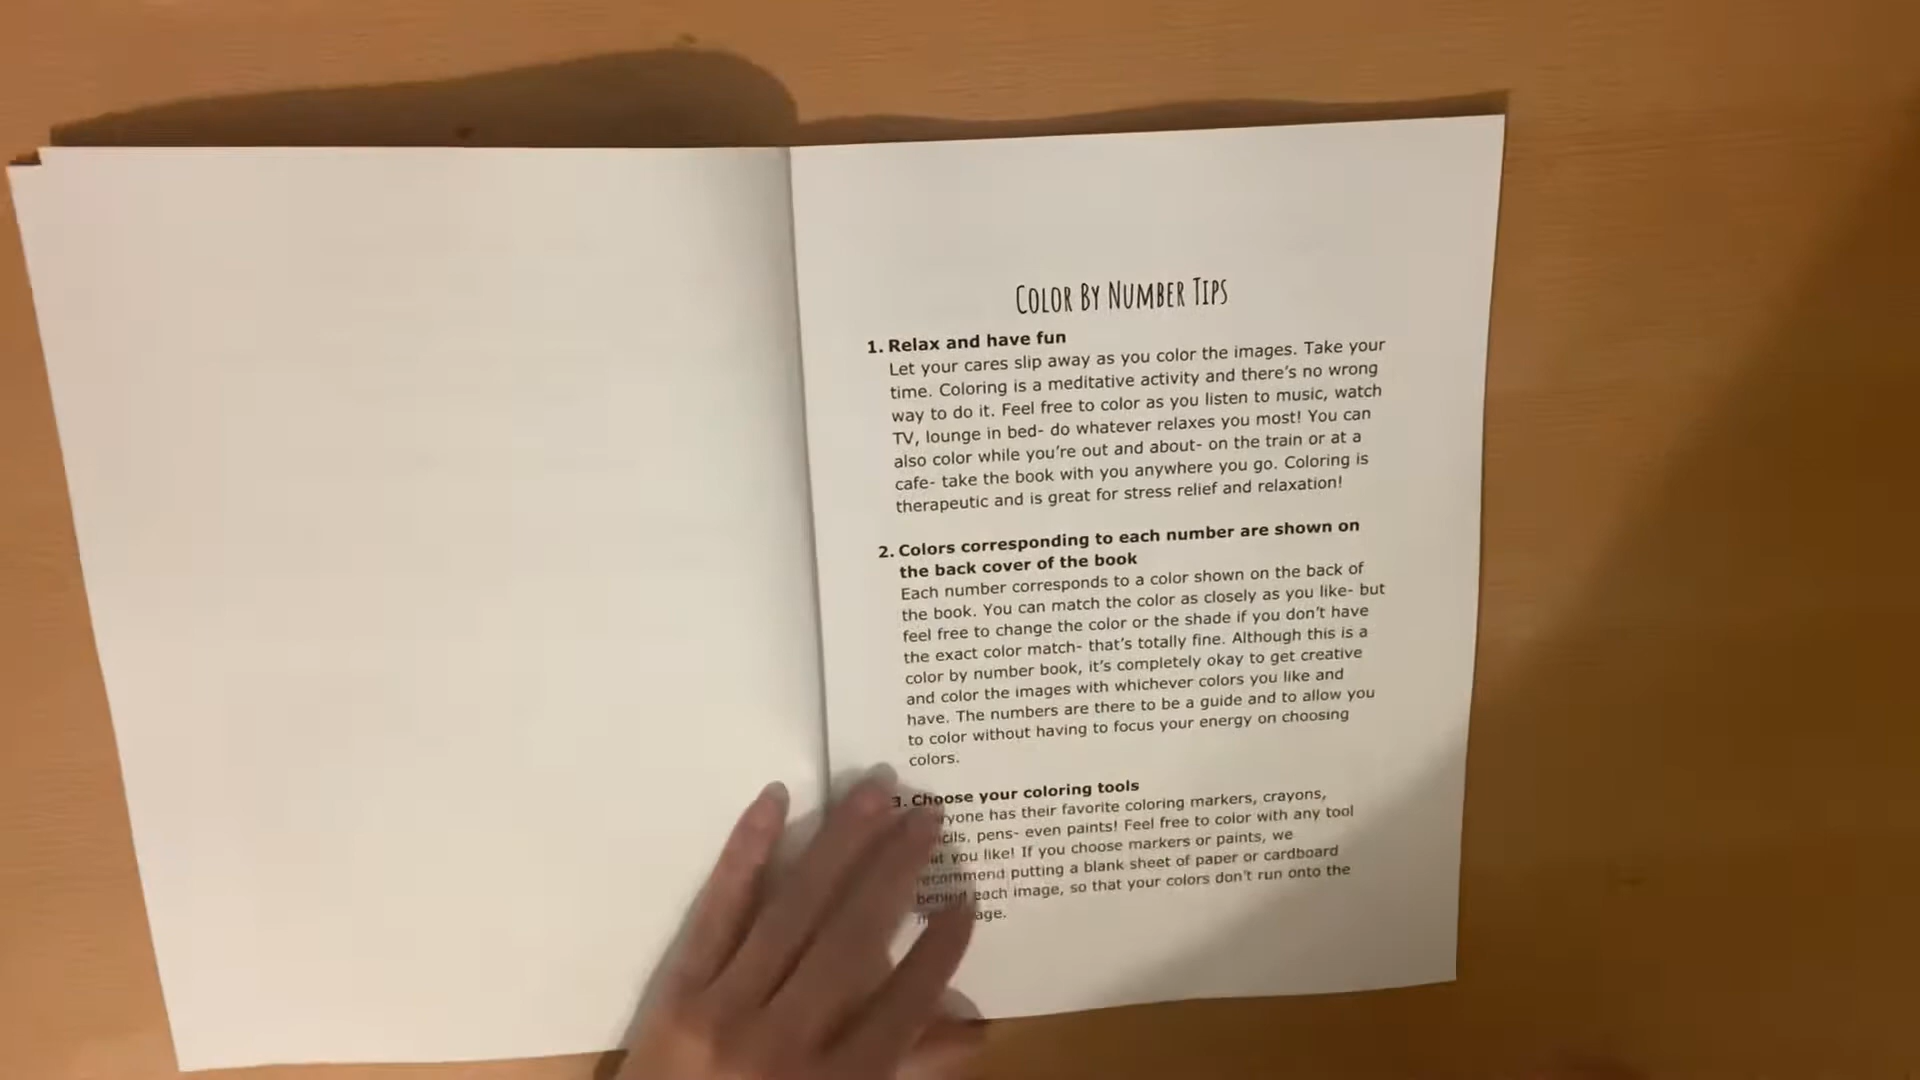 COLOR BY NUMBER TIPS
1. Relax and have fun
Let your cares slip away as you color the images. Take your
time. Coloring is a meditative activity and there's no wrong
way to do it. Feel free to color as you listen to music, watch
TV, lounge in bed- do whatever relaxes you most! You can
also color while you're out and about- on the train or at a
cafe- take the book with you anywhere you go. Coloring is
therapeutic and is great for stress relief and relaxation!
2. Colors corresponding to each number are shown on
the back cover of the book
Each number corresponds to a color shown on the back of
the book. You can match the color as closely as you like- but
feel free to change the color or the shade if you don't have
the exact color match- that's totally fine. Although this is a
color by number book, it's completely okay to get creative
and color the images with whichever colors you like and
have. The numbers are there to be a guide and to allow you
to color without having to focus your energy on choosing
colors.
3. Choose your coloring tools
has their favorite coloring markers, crayons,
pens- even paints! Feel free to color with any tool
you like! If you choose markers or paints, we
recommend putting a blank sheet of paper or cardboard
behind each image, so that your colors don't run onto the